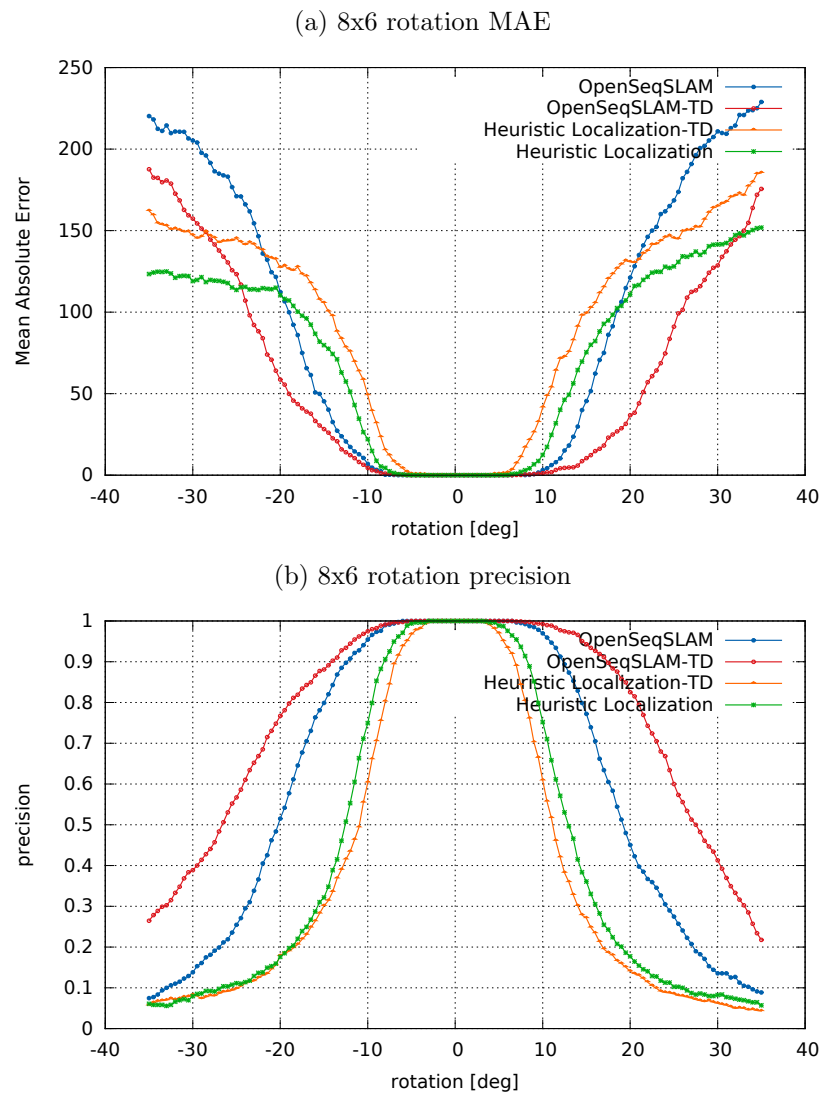 (a) 8x6 rotation MAE
250
200
150
100
50
0
Mean Absolute Error
OpenSeqSLAM
OpenSeqSLAM-TD
Heuristic Localization-TD
Heuristic Localization
-40 -30 -20 -10 0 10 20 30 40
rotation [deg]
(b) 8x6 rotation precision
1
0.9
0.8
0.7
0.6
0.5
0.4
0.3
0.2
0.1
0
precision
OpenSeqSLAM
OpenSeqSLAM-TD
Heuristic Localization-TD
Heuristic Localization
-40 -30 -20 -10 0 10 20 30 40
rotation [deg]